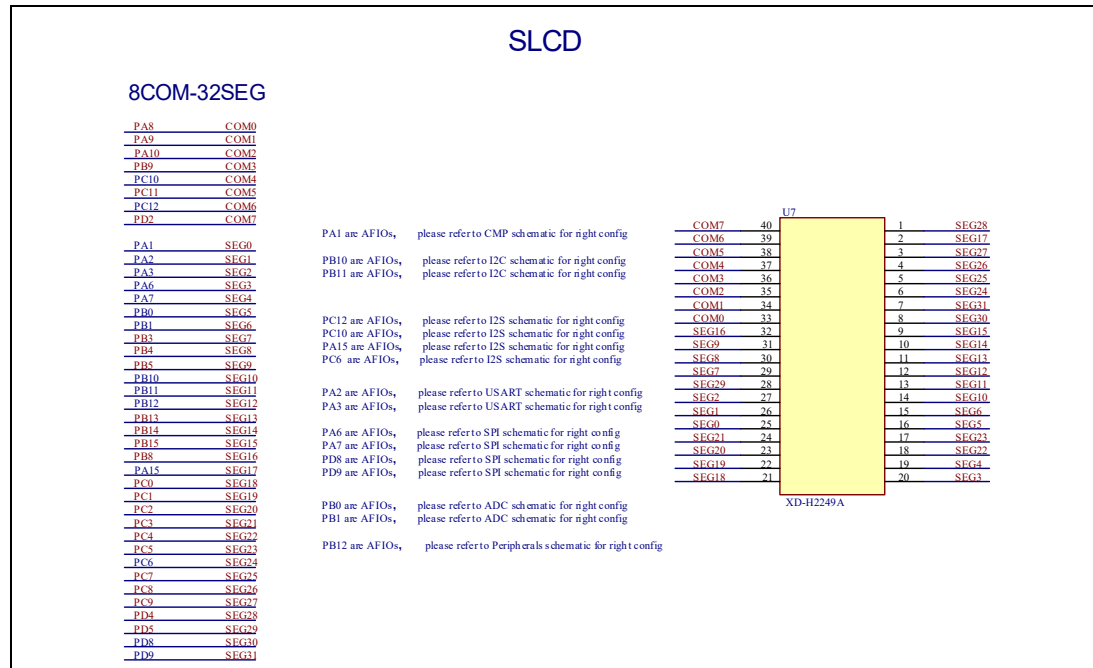 SLCD
8COM-32SEG
PA8 COM0
PA9 COM1
PA10 COM2
PB9 COM3
PC10 COM4
PC11 COM5
PC12 COM6
PD2 COM7
PA1 SEG0
PA2 SEG1
PA3 SEG2
PA6 SEG3
PA7 SEG4
PB0 SEG5
PB1 SEG6
PB3 SEG7
PB4 SEG8
PB5 SEG9
PB10 SEG10
PB11 SEG11
PB12 SEG12
PB13 SEG13
PB14 SEG14
PB15 SEG15
PB8 SEG16
PA15 SEG17
PC0 SEG18
PC1 SEG19
PC2 SEG20
PC3 SEG21
PC4 SEG22
PC5 SEG23
PC6 SEG24
PC7 SEG25
PC8 SEG26
PC9 SEG27
PD4 SEG28
PD5 SEG29
PD8 SEG30
PD9 SEG31
PA1 are AFIOs, please refer to CMP schematic for right config
PB10 are AFIOs, please refer to I2C schematic for right config
PB11 are AFIOs, please refer to I2C schematic for right config
PC12 are AFIOs, please refer to I2S schematic for right config
PC10 are AFIOs, please refer to I2S schematic for right config
PA15 are AFIOs, please refer to I2S schematic for right config
PC6 are AFIOs, please refer to I2S schematic for right config
PA2 are AFIOs, please refer to USART schematic for right config
PA3 are AFIOs, please refer to USART schematic for right config
PA6 are AFIOs, please refer to SPI schematic for right config
PA7 are AFIOs, please refer to SPI schematic for right config
PD8 are AFIOs, please refer to SPI schematic for right config
PD9 are AFIOs, please refer to SPI schematic for right config
PB0 are AFIOs, please refer to ADC schematic for right config
PB1 are AFIOs, please refer to ADC schematic for right config
PB12 are AFIOs, please refer to Peripherals schematic for right config
U7
COM7 40 1 SEG28
COM6 39 2 SEG17
COM5 38 3 SEG27
COM4 37 4 SEG26
COM3 36 5 SEG25
COM2 35 6 SEG24
COM1 34 7 SEG31
COM0 33 8 SEG30
SEG16 32 9 SEG15
SEG9 31 10 SEG14
SEG8 30 11 SEG13
SEG7 29 12 SEG12
SEG29 28 13 SEG11
SEG2 27 14 SEG10
SEG1 26 15 SEG6
SEG0 25 16 SEG5
SEG21 24 17 SEG23
SEG20 23 18 SEG22
SEG19 22 19 SEG4
SEG18 21 20 SEG3
XD-H2249A